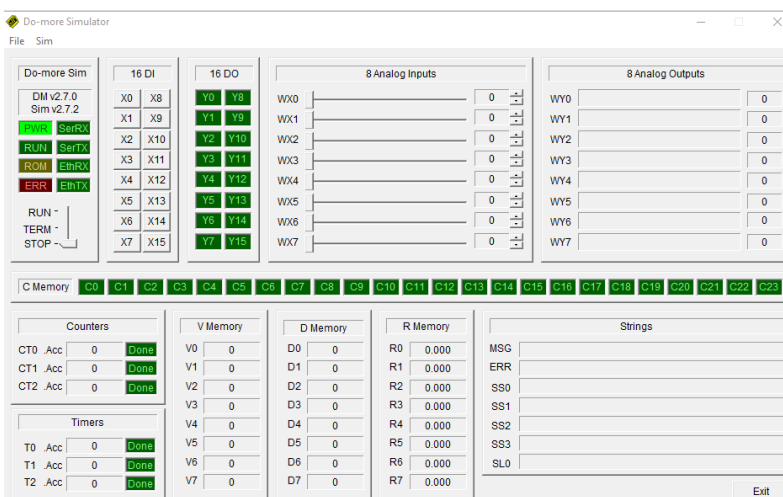 Do-more Simulator
File Sim
Do-more Sim
DM v2.7.0
Sim v2.7.2
PWR SerRX
RUN SerTX
ROM EthRX
ERR EthTX
RUN
TERM
STOP
16 DI
X0 X8
X1 X9
X2 X10
X3 X11
X4 X12
X5 X13
X6 X14
X7 X15
16 DO
Y0 Y8
Y1 Y9
Y2 Y10
Y3 Y11
Y4 Y12
Y5 Y13
Y6 Y14
Y7 Y15
8 Analog Inputs
WX0 0
WX1 0
WX2 0
WX3 0
WX4 0
WX5 0
WX6 0
WX7 0
8 Analog Outputs
WY0 0
WY1 0
WY2 0
WY3 0
WY4 0
WY5 0
WY6 0
WY7 0
C Memory C0 C1 C2 C3 C4 C5 C6 C7 C8 C9 C10 C11 C12 C13 C14 C15 C16 C17 C18 C19 C20 C21 C22 C23
Counters
CT0 .Acc 0 Done
CT1 .Acc 0 Done
CT2 .Acc 0 Done
Timers
T0 .Acc 0 Done
T1 .Acc 0 Done
T2 .Acc 0 Done
V Memory
V0 0
V1 0
V2 0
V3 0
V4 0
V5 0
V6 0
V7 0
D Memory
D0 0
D1 0
D2 0
D3 0
D4 0
D5 0
D6 0
D7 0
R Memory
R0 0.000
R1 0.000
R2 0.000
R3 0.000
R4 0.000
R5 0.000
R6 0.000
R7 0.000
Strings
MSG
ERR
SS0
SS1
SS2
SS3
SL0
Exit